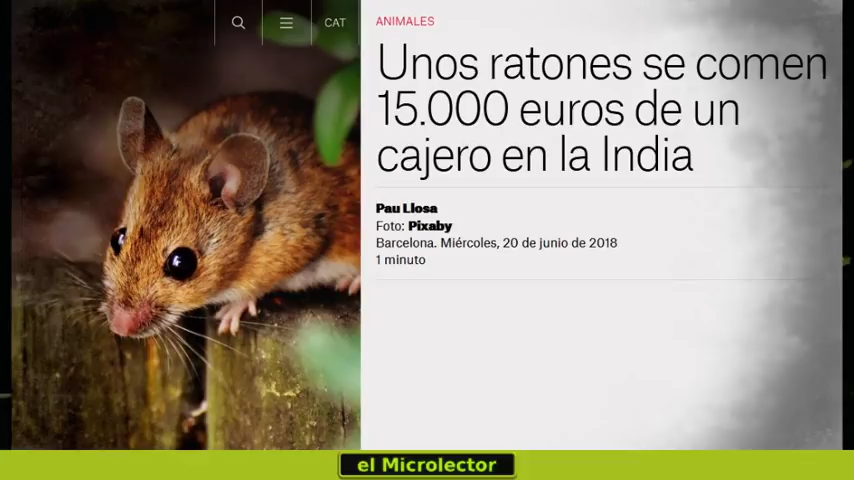 CAT
ANIMALES
Unos ratones se comen
15.000 euros de un
cajero en la India
Pau Llosa
Foto: Pixaby
Barcelona. Miércoles, 20 de junio de 2018
1 minuto
el Microlector